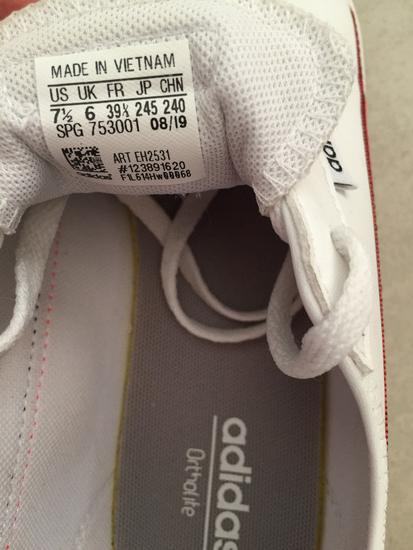 MADE IN VIETNAM
US UK FR JP CHN
7½ 6 39⅓ 245 240
SPG 753001 08/19
ART EH2531
#123891620
adidas
adidas
Ortholite